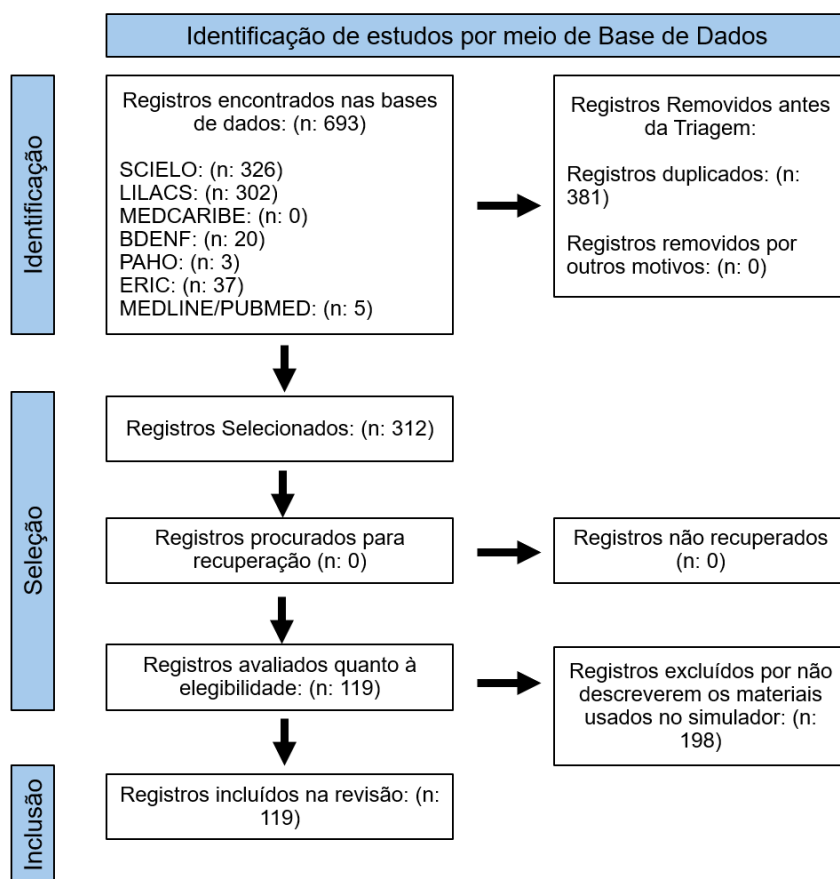 Identificação de estudos por meio de Base de Dados
Identificação
Registros encontrados nas bases
de dados: (n: 693)
SCIELO: (n: 326)
LILACS: (n: 302)
MEDCARIBE: (n: 0)
BDENF: (n: 20)
PAHO: (n: 3)
ERIC: (n: 37)
MEDLINE/PUBMED: (n: 5)
Registros Removidos antes
da Triagem:
Registros duplicados: (n:
381)
Registros removidos por
outros motivos: (n: 0)
Seleção
Registros Selecionados: (n: 312)
Registros procurados para
recuperação (n: 0)
Registros não recuperados
(n: 0)
Registros avaliados quanto à
elegibilidade: (n: 119)
Registros excluídos por não
descreverem os materiais
usados no simulador: (n:
198)
Inclusão
Registros incluídos na revisão: (n:
119)